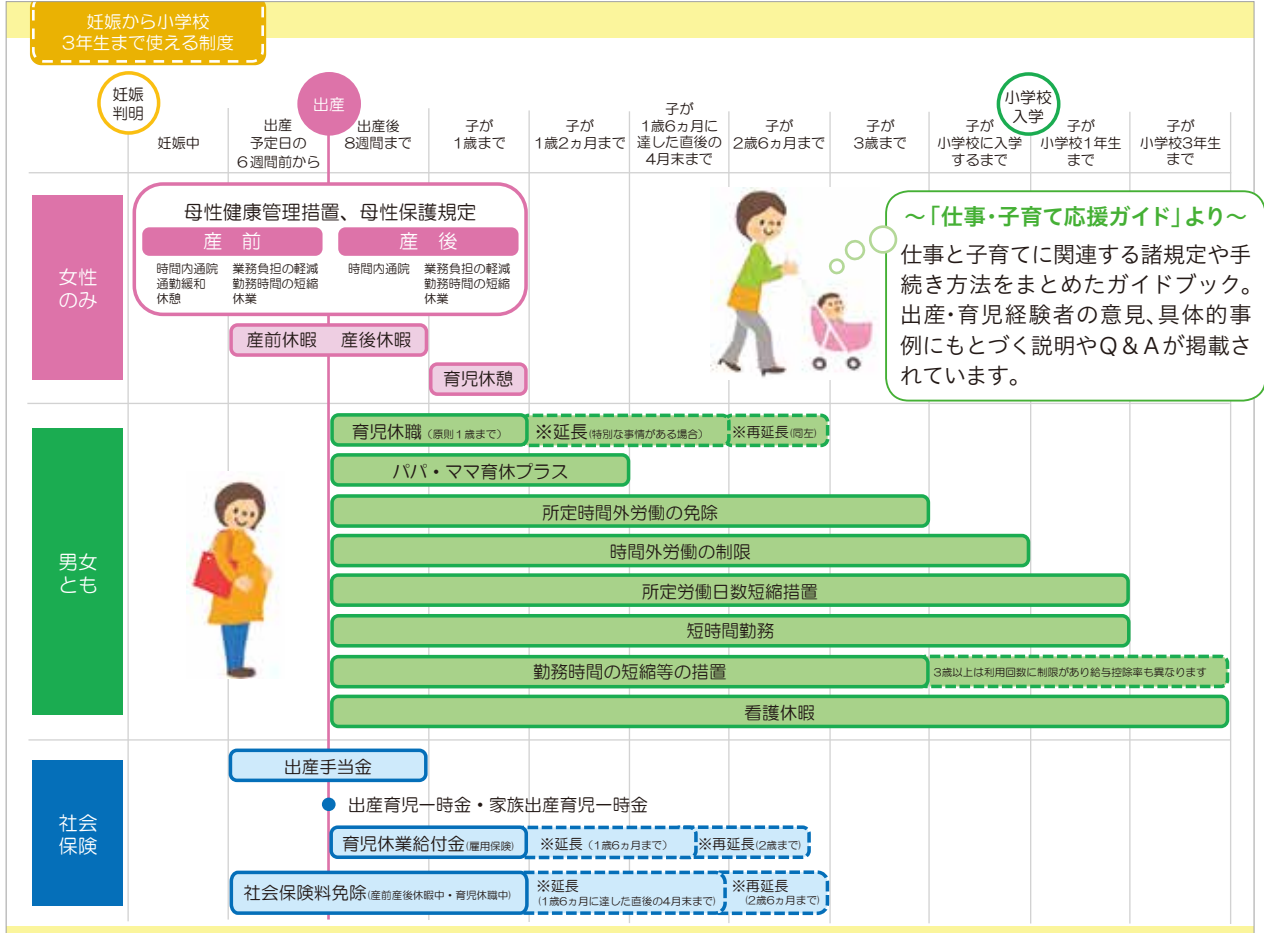 妊娠から小学校
3年生まで使える制度
妊娠
判明
出産
小学校
入学
妊娠中
出産
予定日の
6週間前から
出産後
8週間まで
子が
1歳まで
子が
1歳2ヵ月まで
子が
1歳6ヵ月に
達した直後の
4月末まで
子が
2歳6ヵ月まで
子が
3歳まで
子が
小学校に入学
するまで
子が
小学校1年生
まで
子が
小学校3年生
まで
女性
のみ
母性健康管理措置、母性保護規定
産 前
産 後
時間内通院
通勤緩和
休憩
業務負担の軽減
勤務時間の短縮
休業
時間内通院
業務負担の軽減
勤務時間の短縮
休業
産前休暇 産後休暇
育児休憩
～「仕事・子育て応援ガイド」より～
仕事と子育てに関連する諸規定や手
続き方法をまとめたガイドブック。
出産・育児経験者の意見、具体的事
例にもとづく説明やQ＆Aが掲載さ
れています。
男女
とも
育児休職（原則1歳まで）
※延長（特別な事情がある場合）
※再延長（同左）
パパ・ママ育休プラス
所定時間外労働の免除
時間外労働の制限
所定労働日数短縮措置
短時間勤務
勤務時間の短縮等の措置
3歳以上は利用回数に制限があり給与控除率も異なります
看護休暇
社会
保険
出産手当金
出産育児一時金・家族出産育児一時金
育児休業給付金（雇用保険）
※延長（1歳6ヵ月まで）
※再延長（2歳まで）
社会保険料免除（産前産後休暇中・育児休職中）
※延長
（1歳6ヵ月に達した直後の4月末まで）
※再延長
（2歳6ヵ月まで）